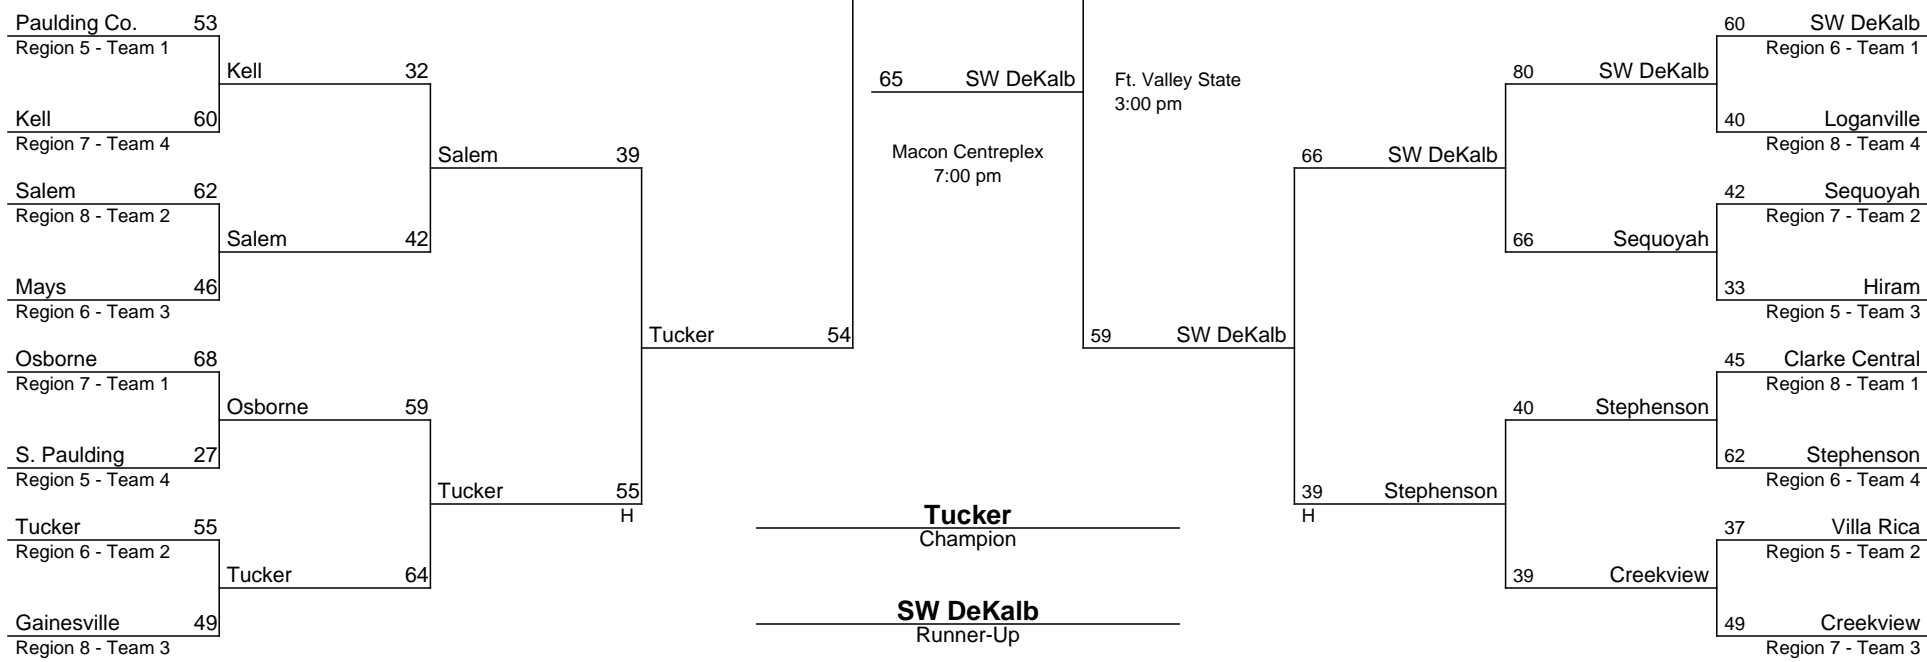 Paulding Co. 53
Region 5 - Team 1
Kell 32
Kell 60
Region 7 - Team 4
Salem 39
Salem 62
Region 8 - Team 2
Salem 42
Mays 46
Region 6 - Team 3
Tucker 54
Osborne 68
Region 7 - Team 1
Osborne 59
S. Paulding 27
Region 5 - Team 4
Tucker 55
H
Tucker 55
Region 6 - Team 2
Tucker 64
Gainesville 49
Region 8 - Team 3
65 SW DeKalb
Ft. Valley State
3:00 pm
Macon Centreplex
7:00 pm
Tucker
Champion
SW DeKalb
Runner-Up
60 SW DeKalb
Region 6 - Team 1
80 SW DeKalb
40 Loganville
Region 8 - Team 4
66 SW DeKalb
42 Sequoyah
Region 7 - Team 2
66 Sequoyah
33 Hiram
Region 5 - Team 3
59 SW DeKalb
45 Clarke Central
Region 8 - Team 1
40 Stephenson
62 Stephenson
Region 6 - Team 4
39 Stephenson
H
37 Villa Rica
Region 5 - Team 2
39 Creekview
49 Creekview
Region 7 - Team 3